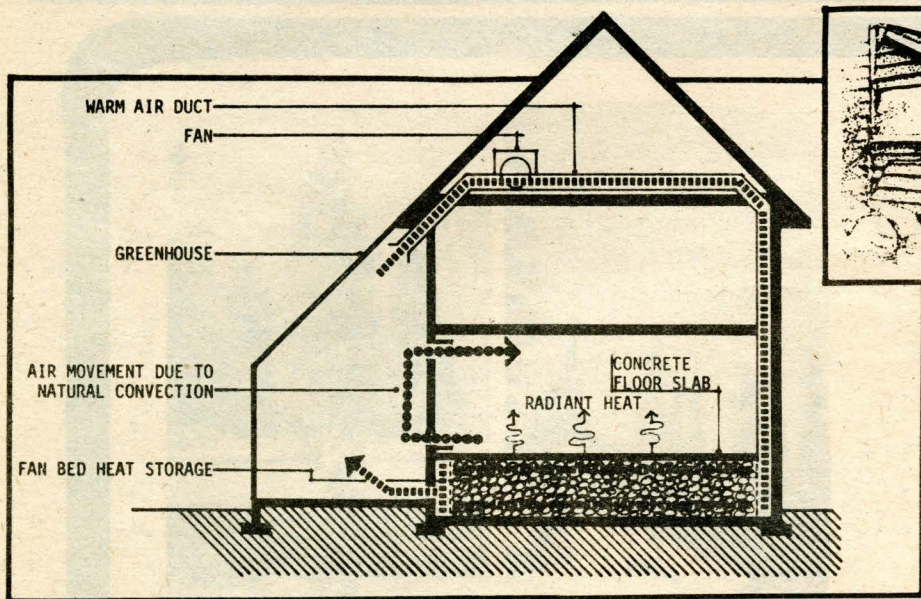 WARM AIR DUCT
FAN
GREENHOUSE
AIR MOVEMENT DUE TO
NATURAL CONVECTION
CONCRETE
FLOOR SLAB
RADIANT HEAT
FAN BED HEAT STORAGE